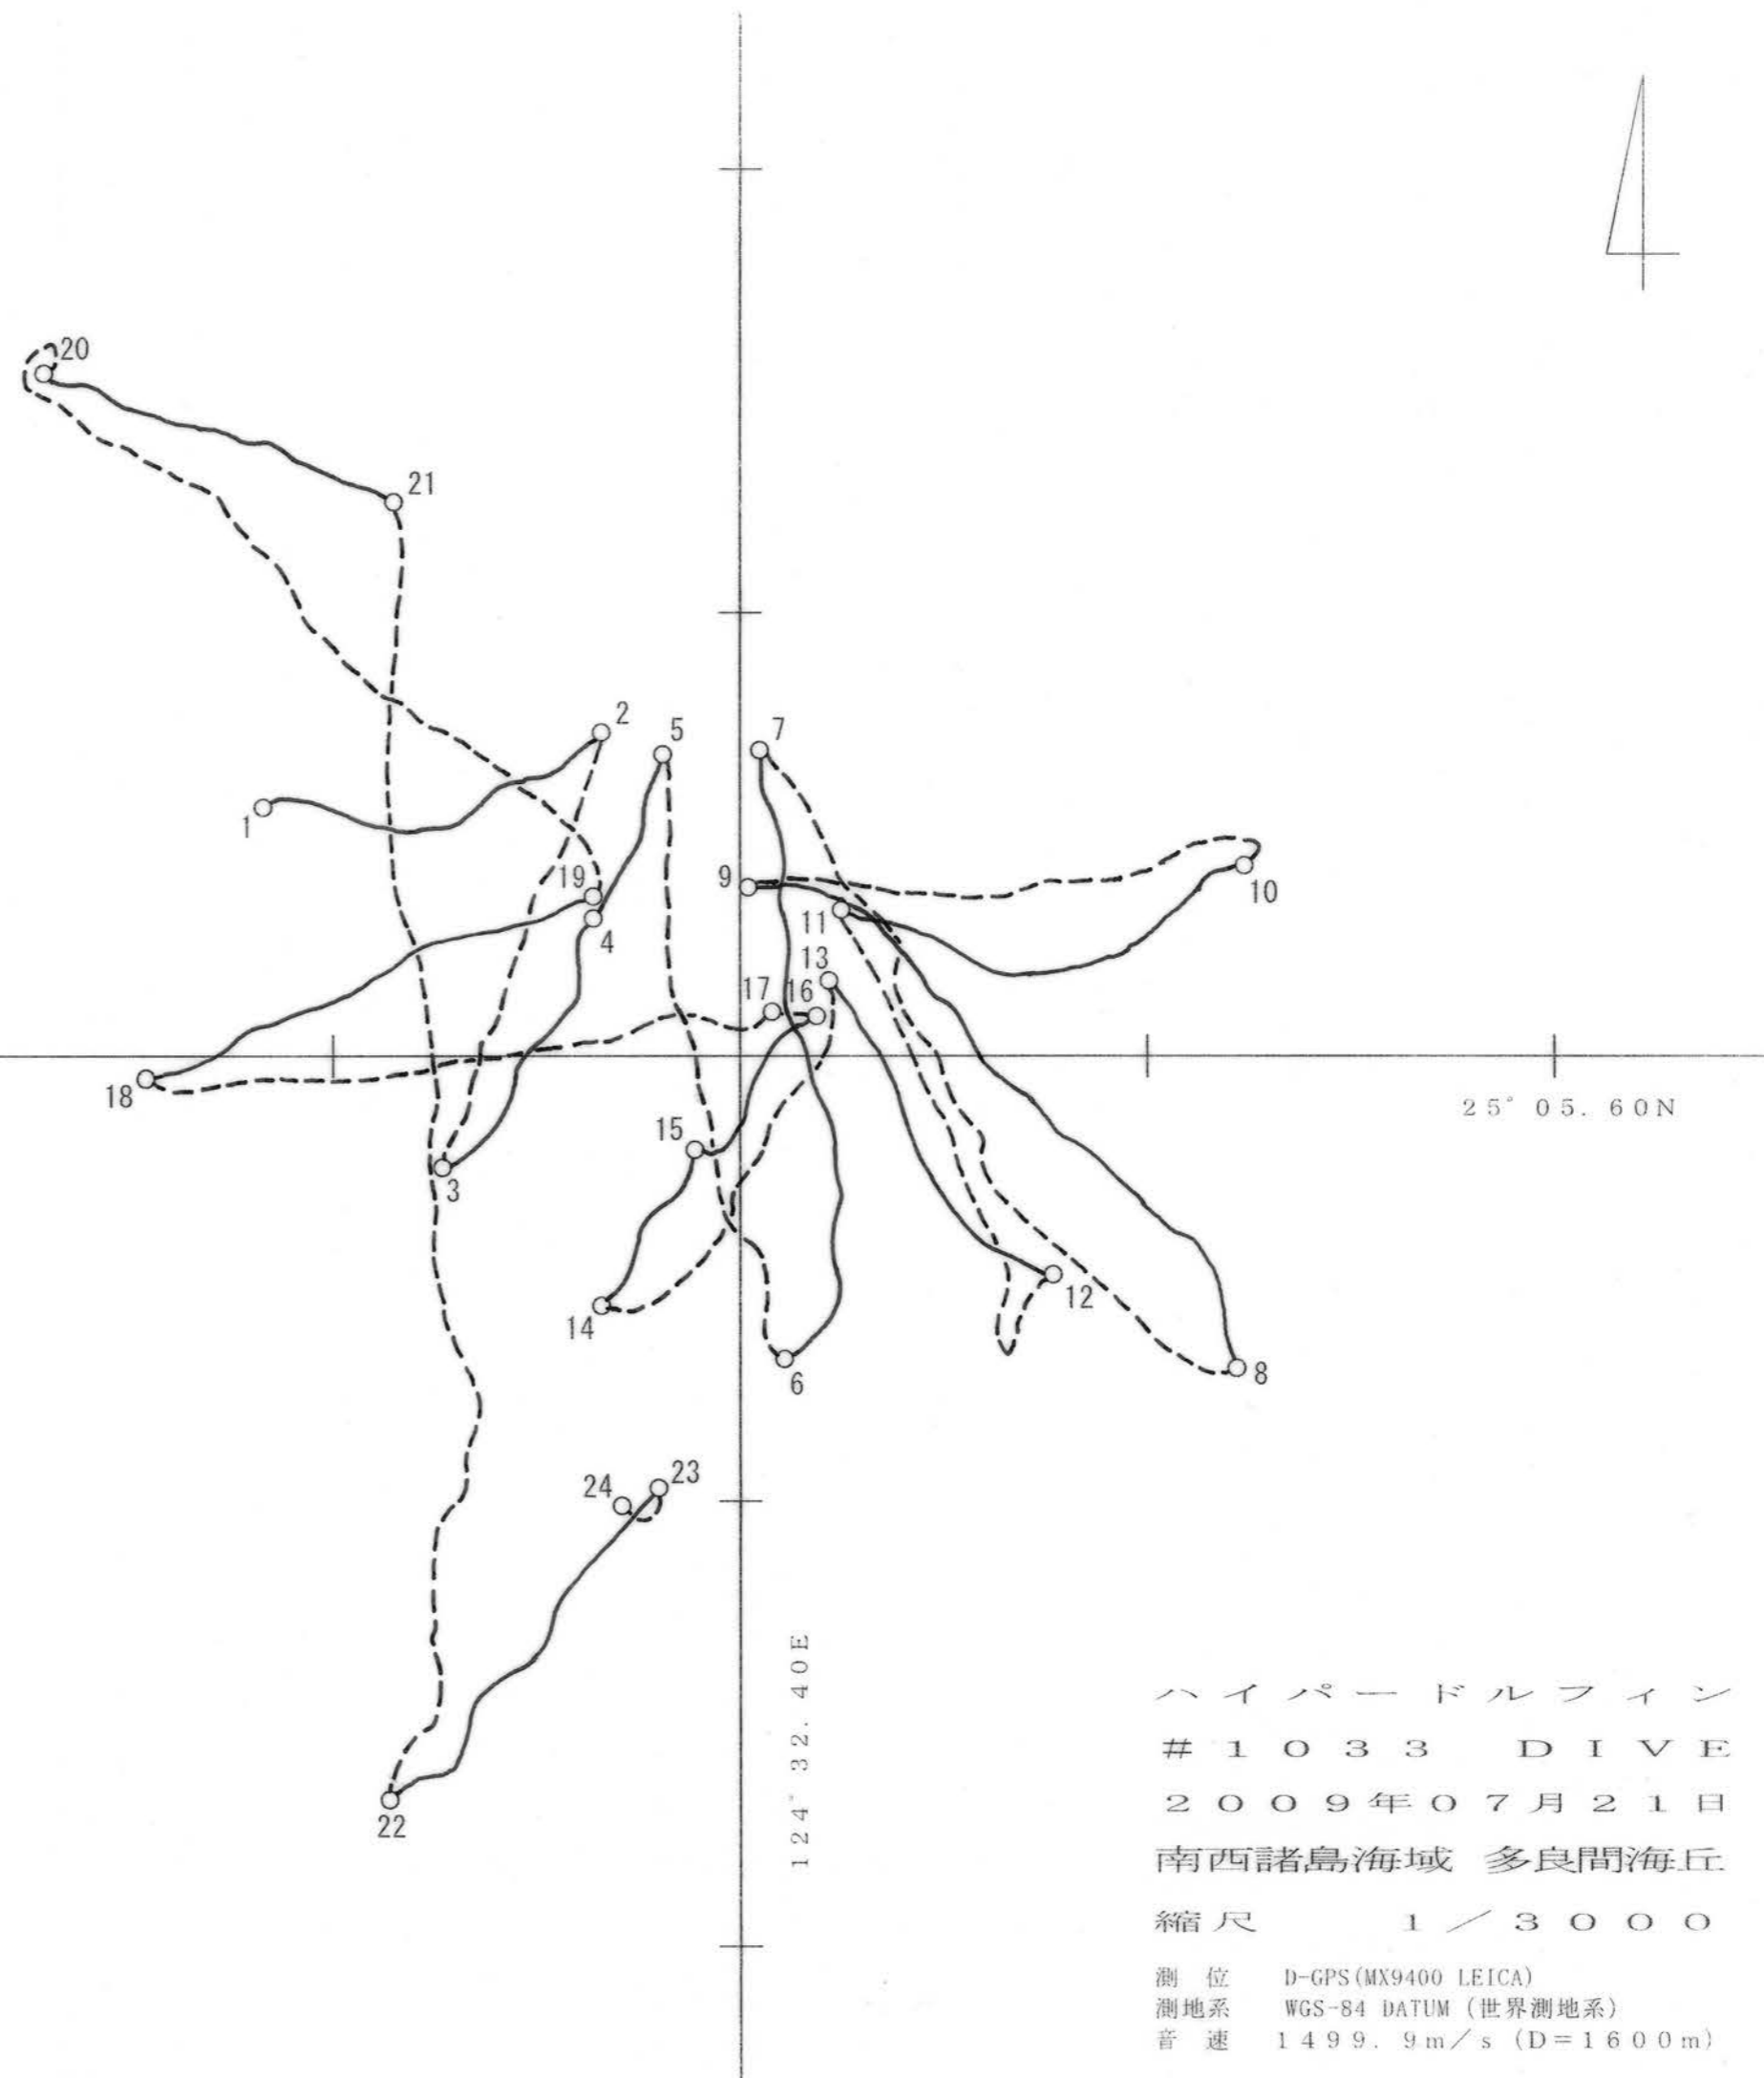 20
21
2
5
7
1
19
9
10
4
11
13
17
16
18
25°05.60N
15
3
12
14
8
6
24
23
124°32.40E
22
ハイパードルフィン
#1033 DIVE
2009年07月21日
南西諸島海域 多良間海丘
縮尺 1/3000
測位 D-GPS(MX9400 LEICA)
測地系 WGS-84 DATUM (世界測地系)
音速 1499.9m/s (D=1600m)